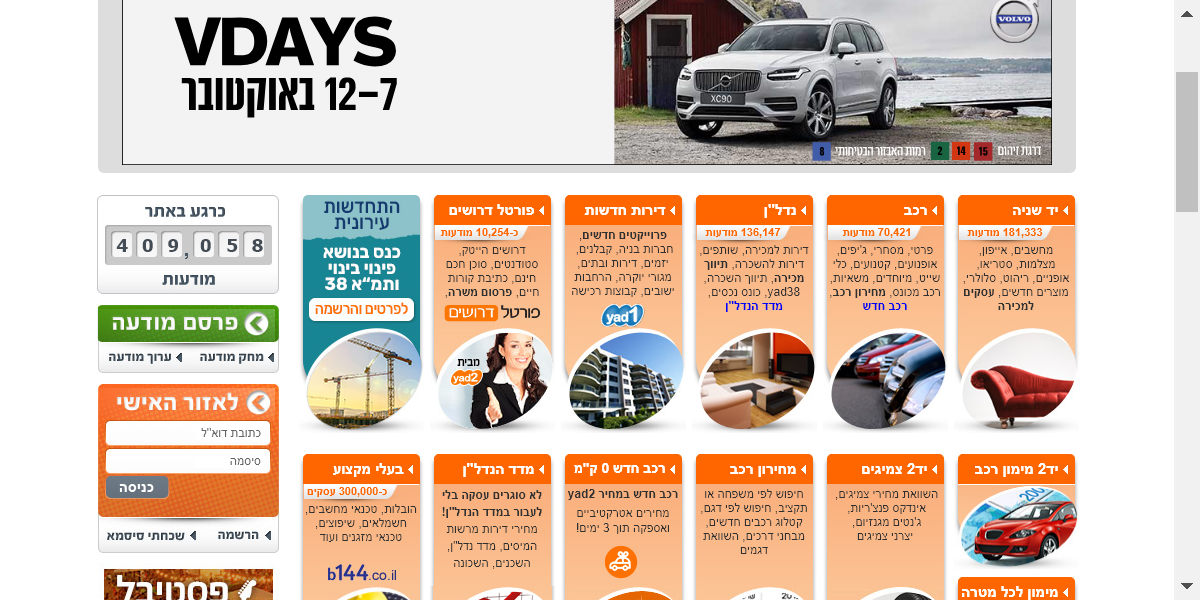 VDAYS
12–7 באוקטובר
VOLVO
XC90
דרגת זיהום 15 14 2 רמות האבזור הבטיחותי 8
יד שניה
181,333 מודעות
מחשבים, אייפון,
מצלמות, סטריאו,
אופניים, ריהוט, סלולרי,
מוצרים חדשים, עסקים
למכירה
רכב
70,421 מודעות
פרטי, מסחרי, ג'יפים,
אופנועים, קטנועים, כלי
שייט, מיוחדים, משאיות,
רכב מכונס, מחירון רכב,
רכב חדש
נדל"ן
136,147 מודעות
דירות למכירה, שותפים,
דירות להשכרה, תיווך
מכירה, תיווך השכרה,
yad38, כונס נכסים,
מדד הנדל"ן
דירות חדשות
פרוייקטים חדשים,
חברות בניה, קבלנים,
יזמים, דירות ובתים,
מגורי יוקרה, הרחבות
ישובים, קבוצות רכישה
yad1
פורטל דרושים
כ-10,254 מודעות
דרושים הייטק,
סטודנטים, סוכן חכם
חינם, כתיבת קורות
חיים, פרסום משרה,
פורטל דרושים
מבית
yad2
התחדשות
עירונית
כנס בנושא
פינוי בינוי
ותמ"א 38
לפרטים והרשמה
כרגע באתר
409,058
מודעות
פרסם מודעה
מחק מודעה
ערוך מודעה
לאזור האישי
כתובת דוא"ל
סיסמה
כניסה
הרשמה
שכחתי סיסמא
פסטיבל
יד2 מימון רכב
מימון לכל מטרה
יד2 צמיגים
השוואת מחירי צמיגים,
אינדקס פנצ'ריות,
ג'נטים מגנזיום,
יצרני צמיגים
מחירון רכב
חיפוש לפי משפחה או
תקציב, חיפוש לפי דגם,
קטלוג רכבים חדשים,
מבחני דרכים, השוואת
דגמים
רכב חדש 0 ק"מ
רכב חדש במחיר yad2
מחירים אטרקטיביים
ואספקה תוך 3 ימים!
מדד הנדל"ן
לא סוגרים עסקה בלי
לעבור במדד הנדל"ן!
מחירי דירות מרשות
המיסים, מדד נדל"ן,
השכנים, השכונה
בעלי מקצוע
כ-300,000 עסקים
הובלות, טכנאי מחשבים,
חשמלאים, שיפוצים,
טכנאי מזגנים ועוד
b144.co.il